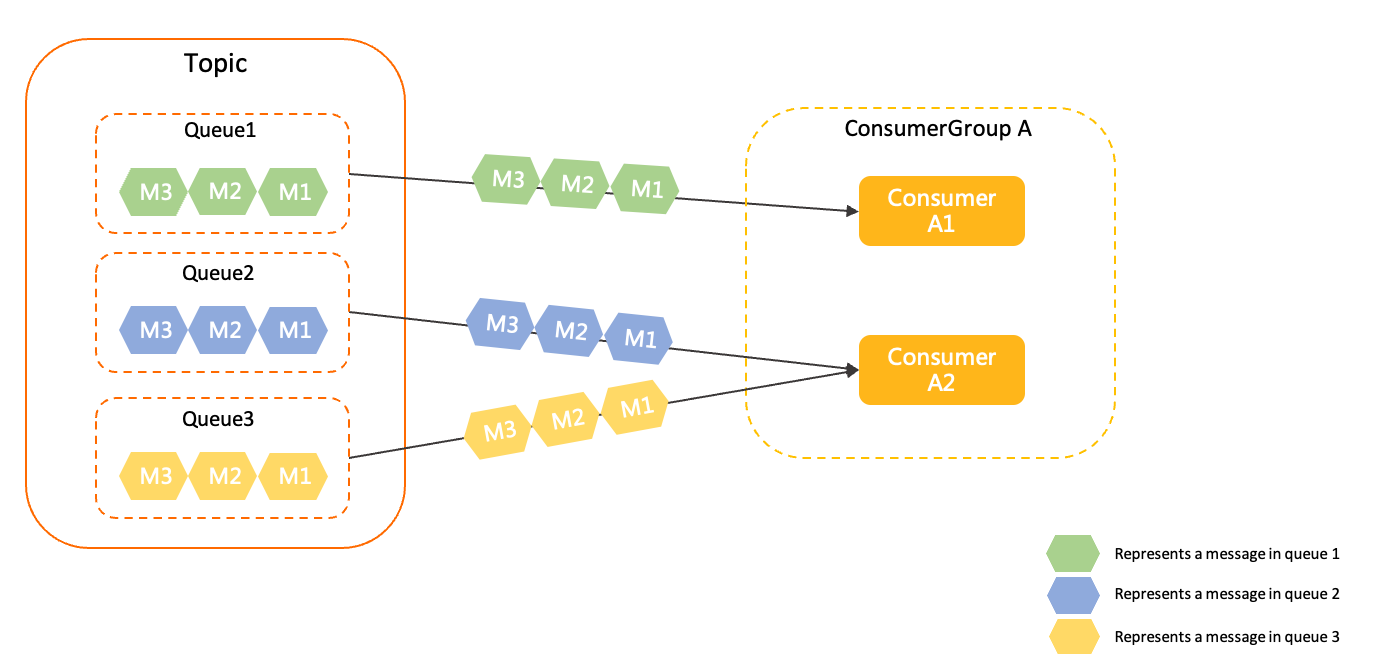 Topic
Queue1
M3 M2 M1
M3 M2 M1
ConsumerGroup A
Consumer
A1
Queue2
M3 M2 M1
M3 M2 M1
Consumer
A2
Queue3
M3 M2 M1
M3 M2 M1
Represents a message in queue 1
Represents a message in queue 2
Represents a message in queue 3